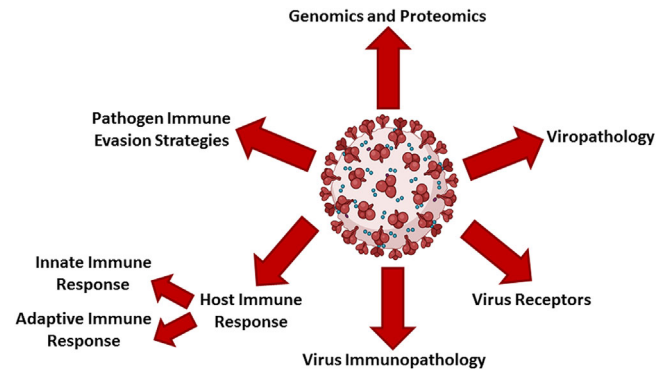 Genomics and Proteomics
Pathogen Immune
Evasion Strategies
Viropathology
Innate Immune
Response
Host Immune
Response
Adaptive Immune
Response
Virus Receptors
Virus Immunopathology